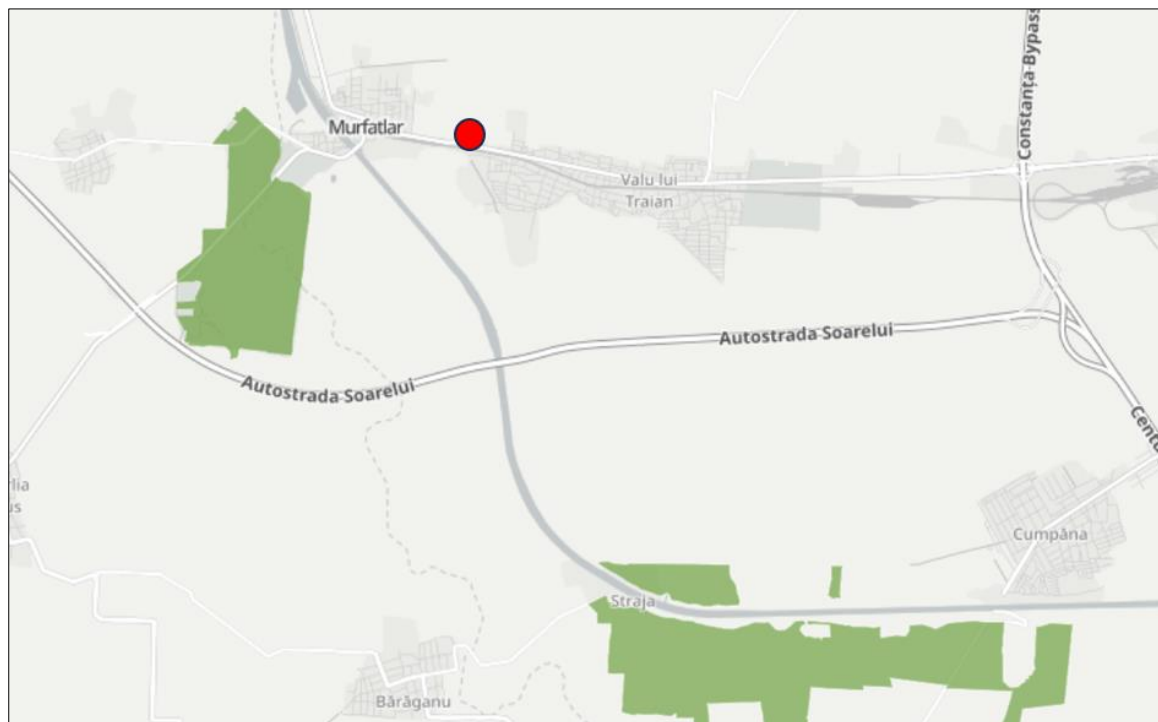 Constanța Bypass
Murfatlar
Valu lui
Traian
Autostrada Soarelui
Autostrada Soarelui
Cumpăna
Straja
Bărăganu